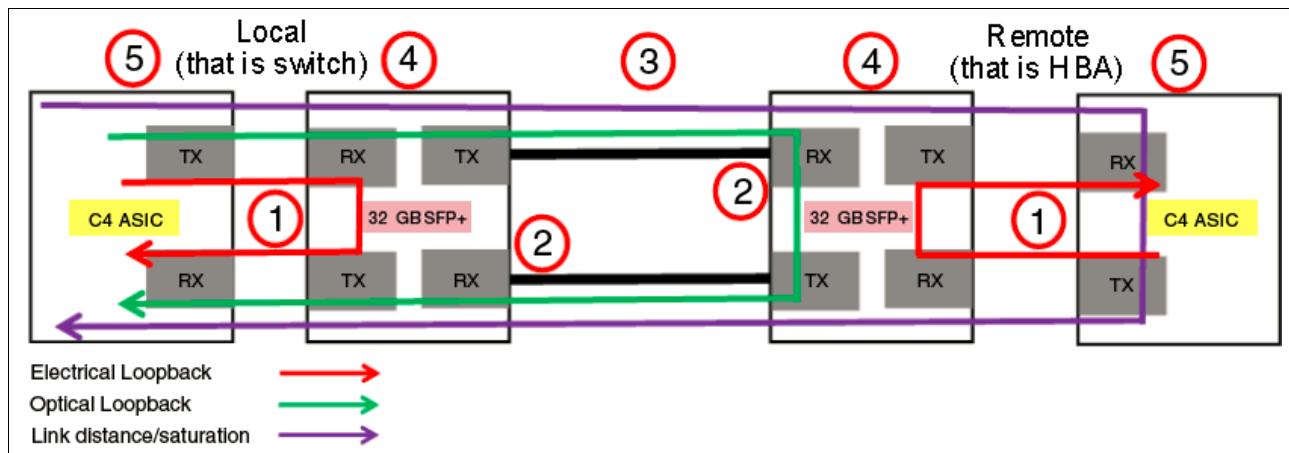 Local
(that is switch)
Remote
(that is HBA)
5
4
3
4
5
TX
RX
TX
RX
TX
RX
2
1
1
C4 ASIC
32 GB SFP+
32 GB SFP+
C4 ASIC
2
RX
TX
RX
TX
RX
TX
Electrical Loopback
Optical Loopback
Link distance/saturation